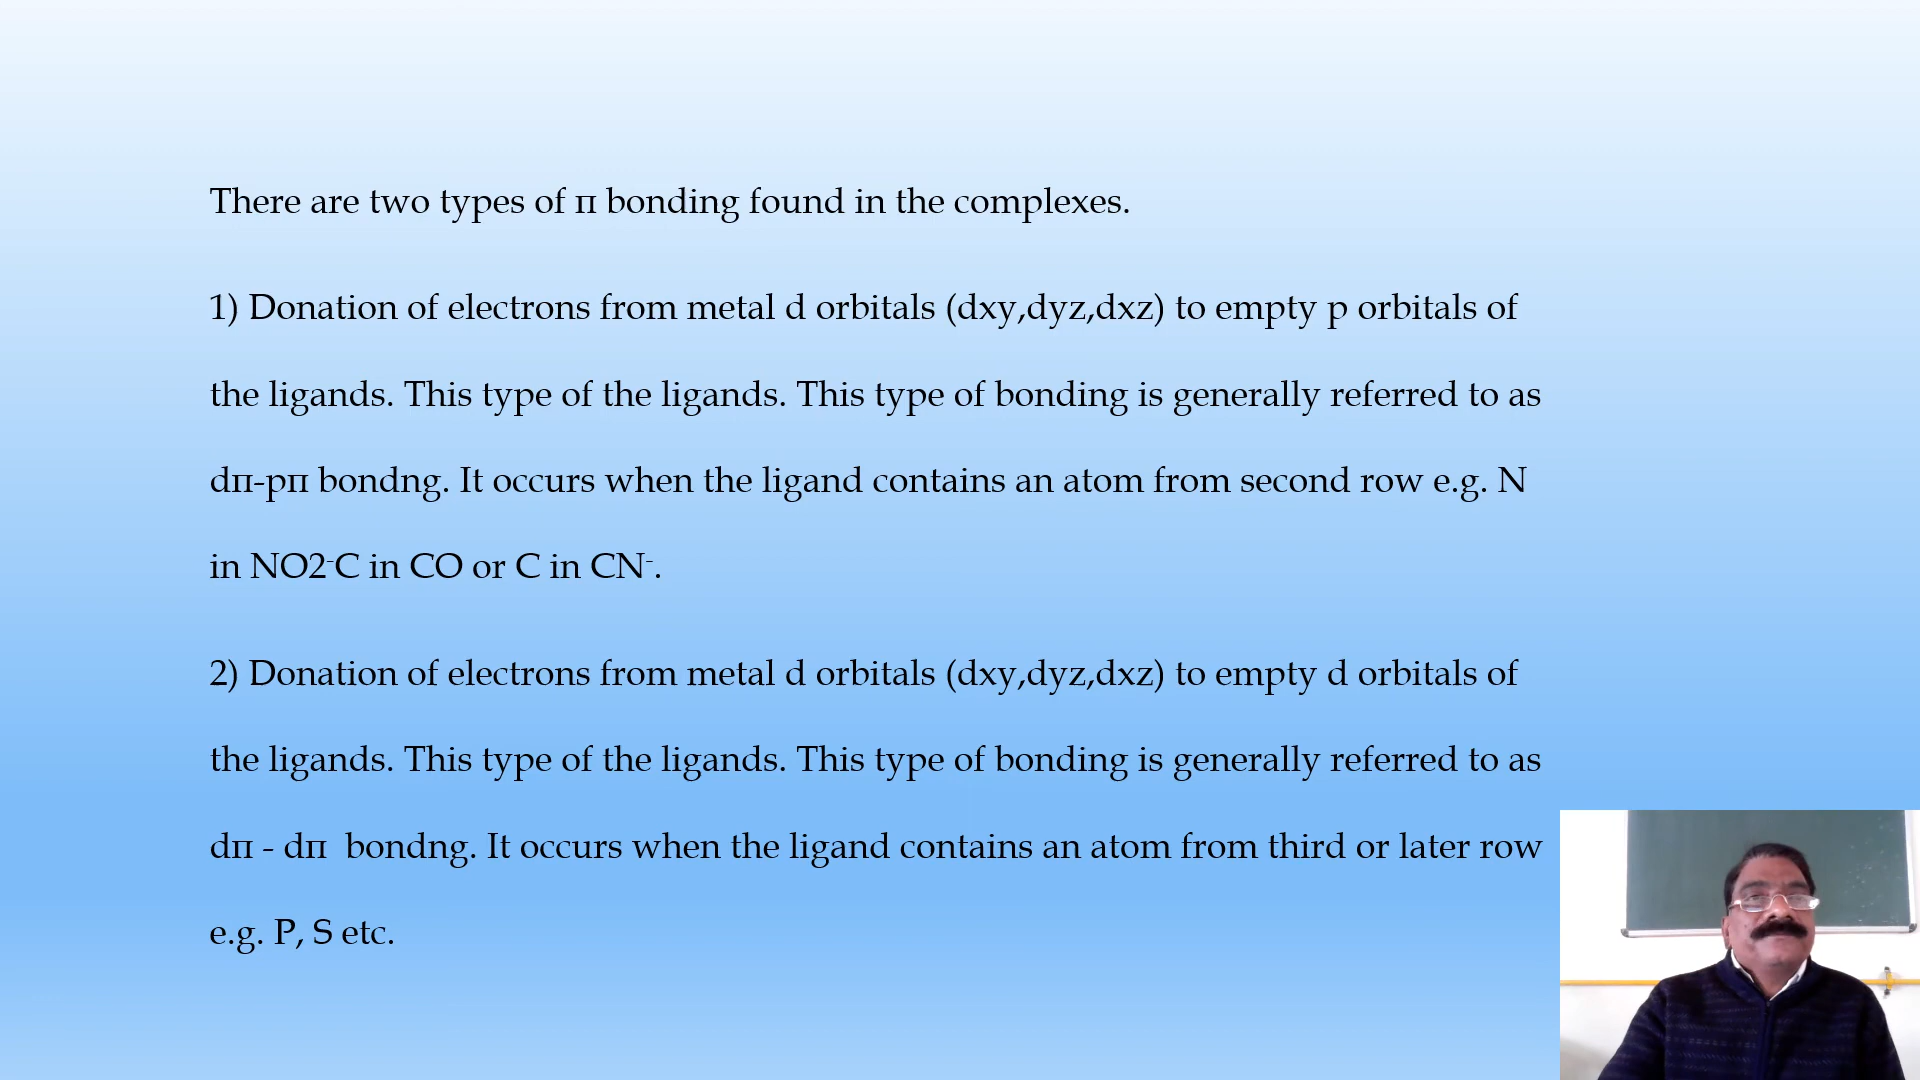 There are two types of π bonding found in the complexes.
1) Donation of electrons from metal d orbitals (dxy,dyz,dxz) to empty p orbitals of
the ligands. This type of the ligands. This type of bonding is generally referred to as
dπ-pπ bondng. It occurs when the ligand contains an atom from second row e.g. N
in NO2⁻C in CO or C in CN⁻.
2) Donation of electrons from metal d orbitals (dxy,dyz,dxz) to empty d orbitals of
the ligands. This type of the ligands. This type of bonding is generally referred to as
dπ - dπ  bondng. It occurs when the ligand contains an atom from third or later row
e.g. P, S etc.